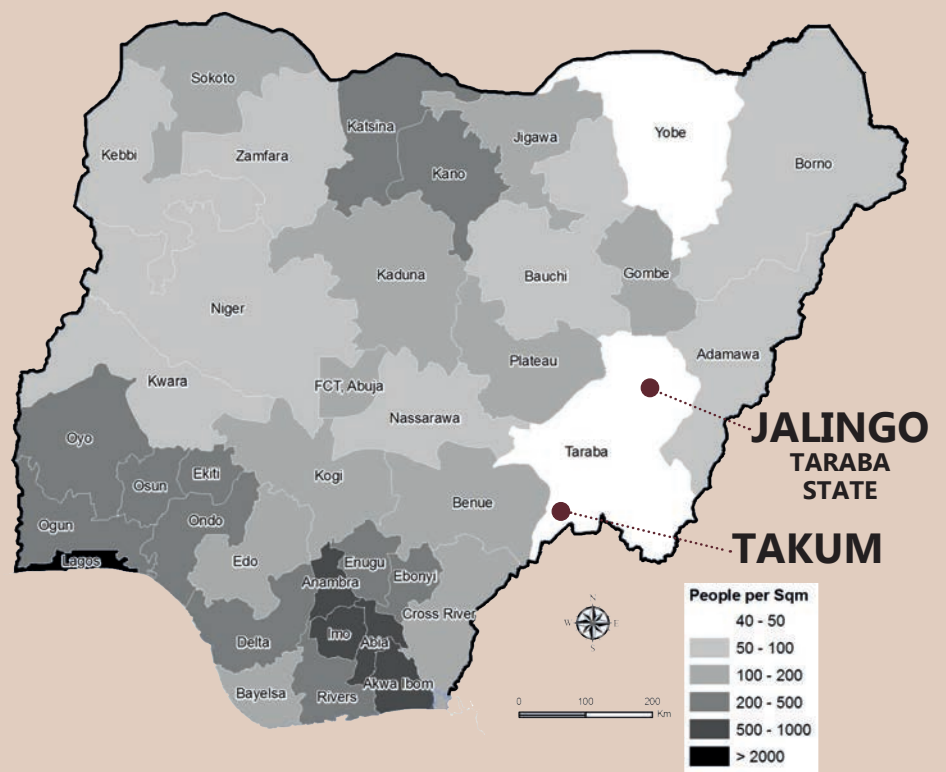 Sokoto
Katsina
Jigawa
Yobe
Kebbi
Zamfara
Kano
Borno
Kaduna
Bauchi
Gombe
Niger
Plateau
Adamawa
Kwara
FCT, Abuja
Nassarawa
JALINGO
TARABA
STATE
Oyo
Taraba
Ekiti
Osun
Kogi
Benue
Ogun
Ondo
TAKUM
Lagos
Edo
Enugu
Anambra
Ebonyi
Cross River
Delta
Imo
Abia
Akwa Ibom
Bayelsa
Rivers
N
W E
S
0 100 200
Km
People per Sqm
40 - 50
50 - 100
100 - 200
200 - 500
500 - 1000
> 2000